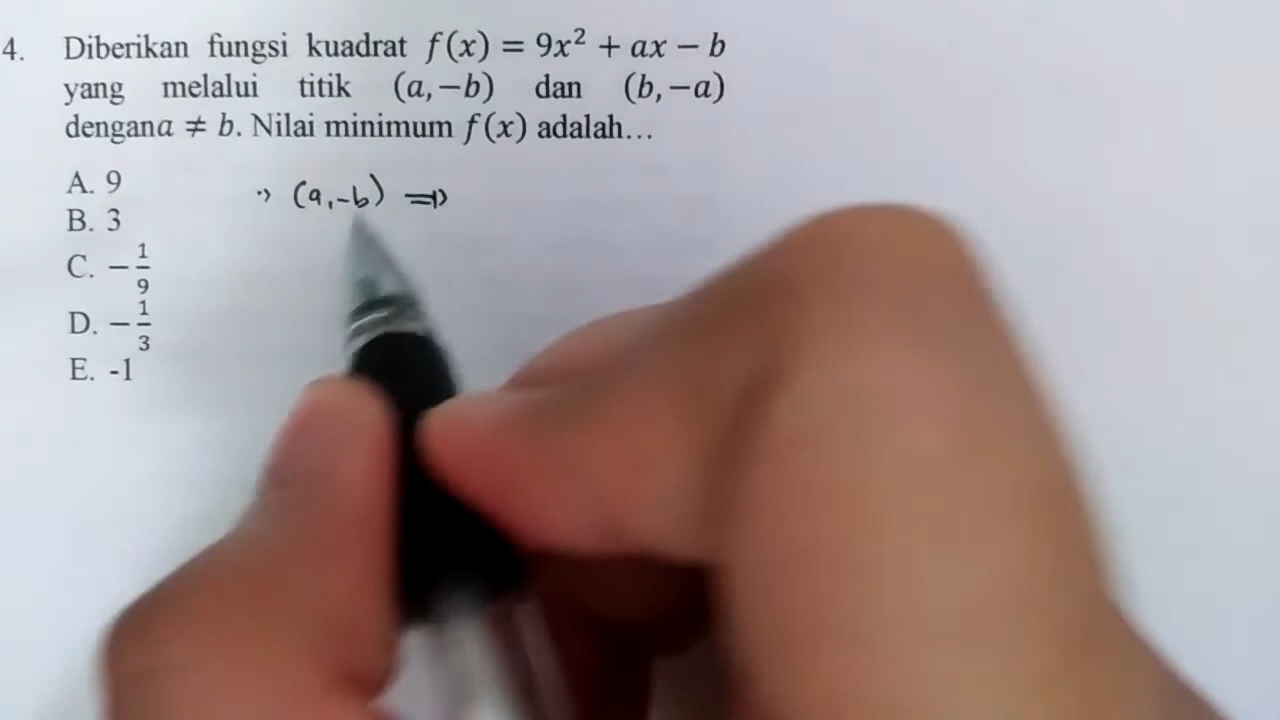 4. Diberikan fungsi kuadrat f(x) = 9x² + ax − b
yang melalui titik (a, −b) dan (b, −a)
dengana ≠ b. Nilai minimum f(x) adalah…
A. 9
B. 3
C. −1/9
D. −1/3
E. -1
·> (a,-b) ⇒